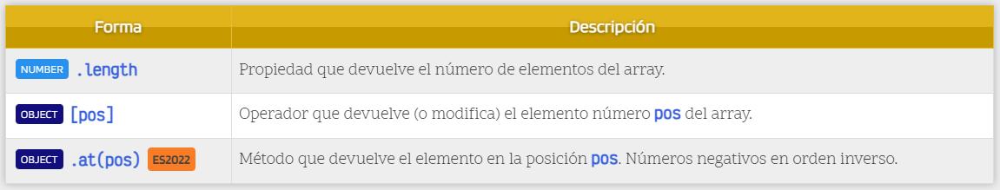 Forma Descripción
NUMBER .length Propiedad que devuelve el número de elementos del array.
OBJECT [pos] Operador que devuelve (o modifica) el elemento número pos del array.
OBJECT .at(pos) ES2022 Método que devuelve el elemento en la posición pos. Números negativos en orden inverso.